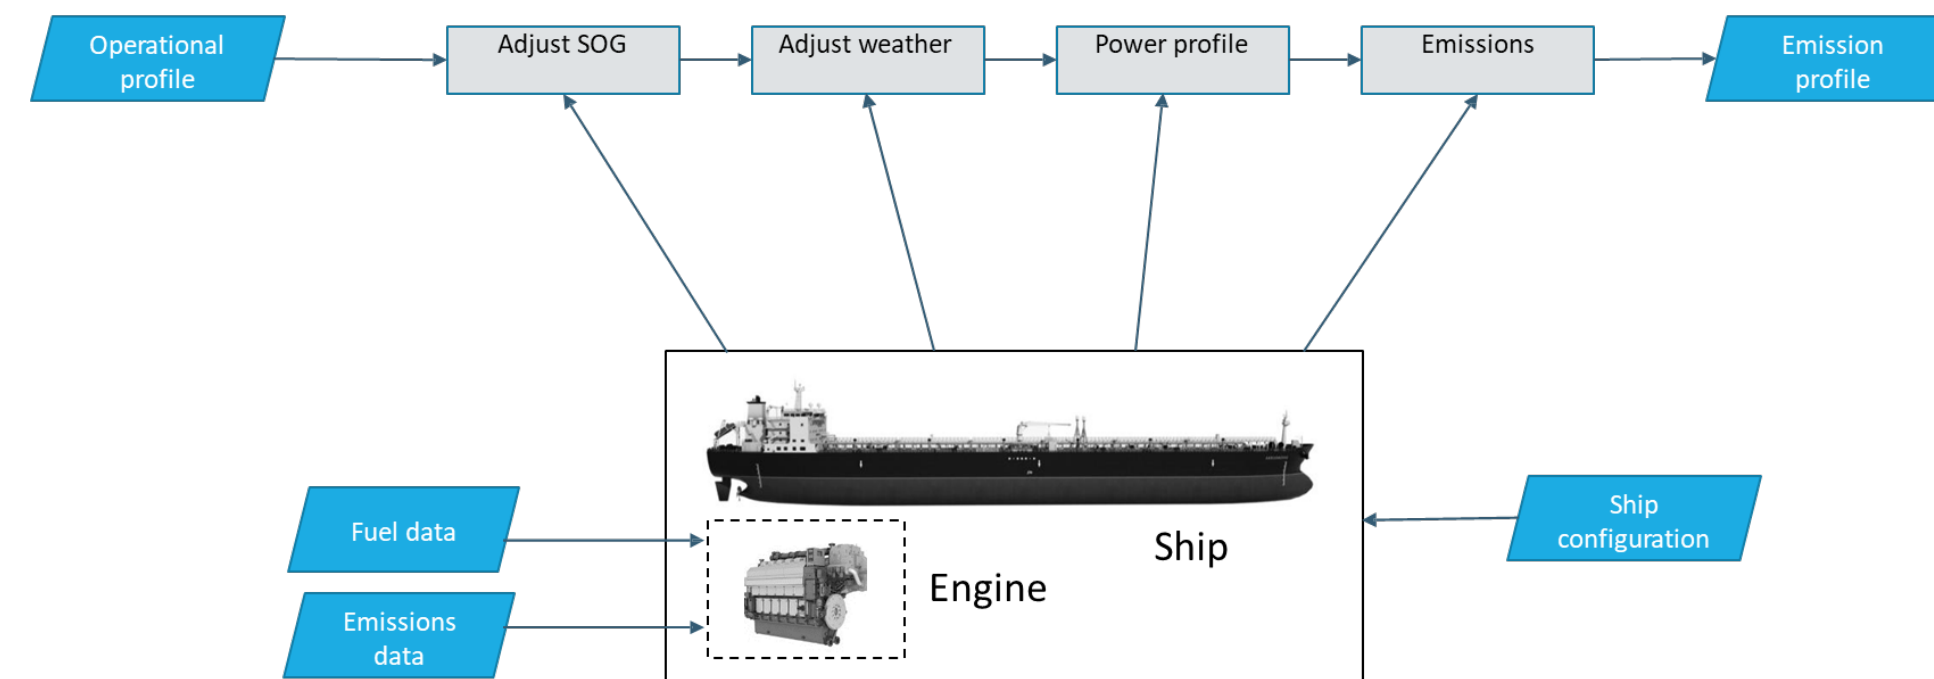 Operational
profile
Adjust SOG
Adjust weather
Power profile
Emissions
Emission
profile
Fuel data
Emissions
data
Engine
Ship
Ship
configuration